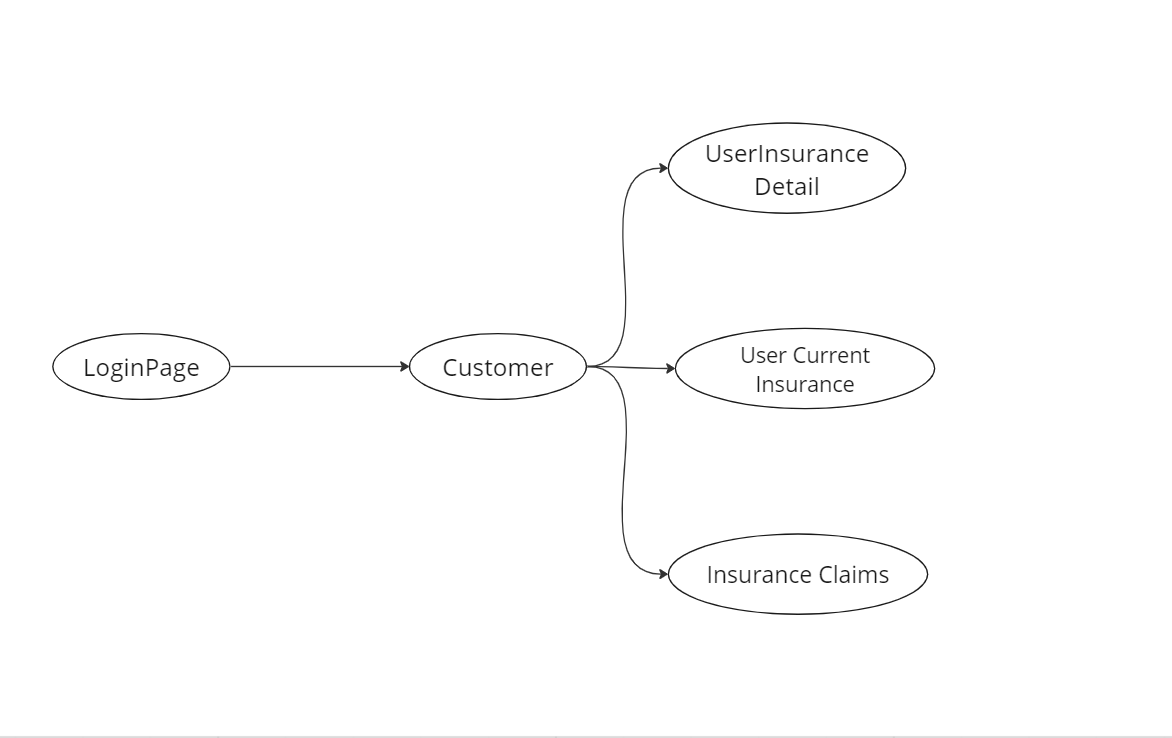 UserInsurance
Detail
LoginPage
Customer
User Current
Insurance
Insurance Claims